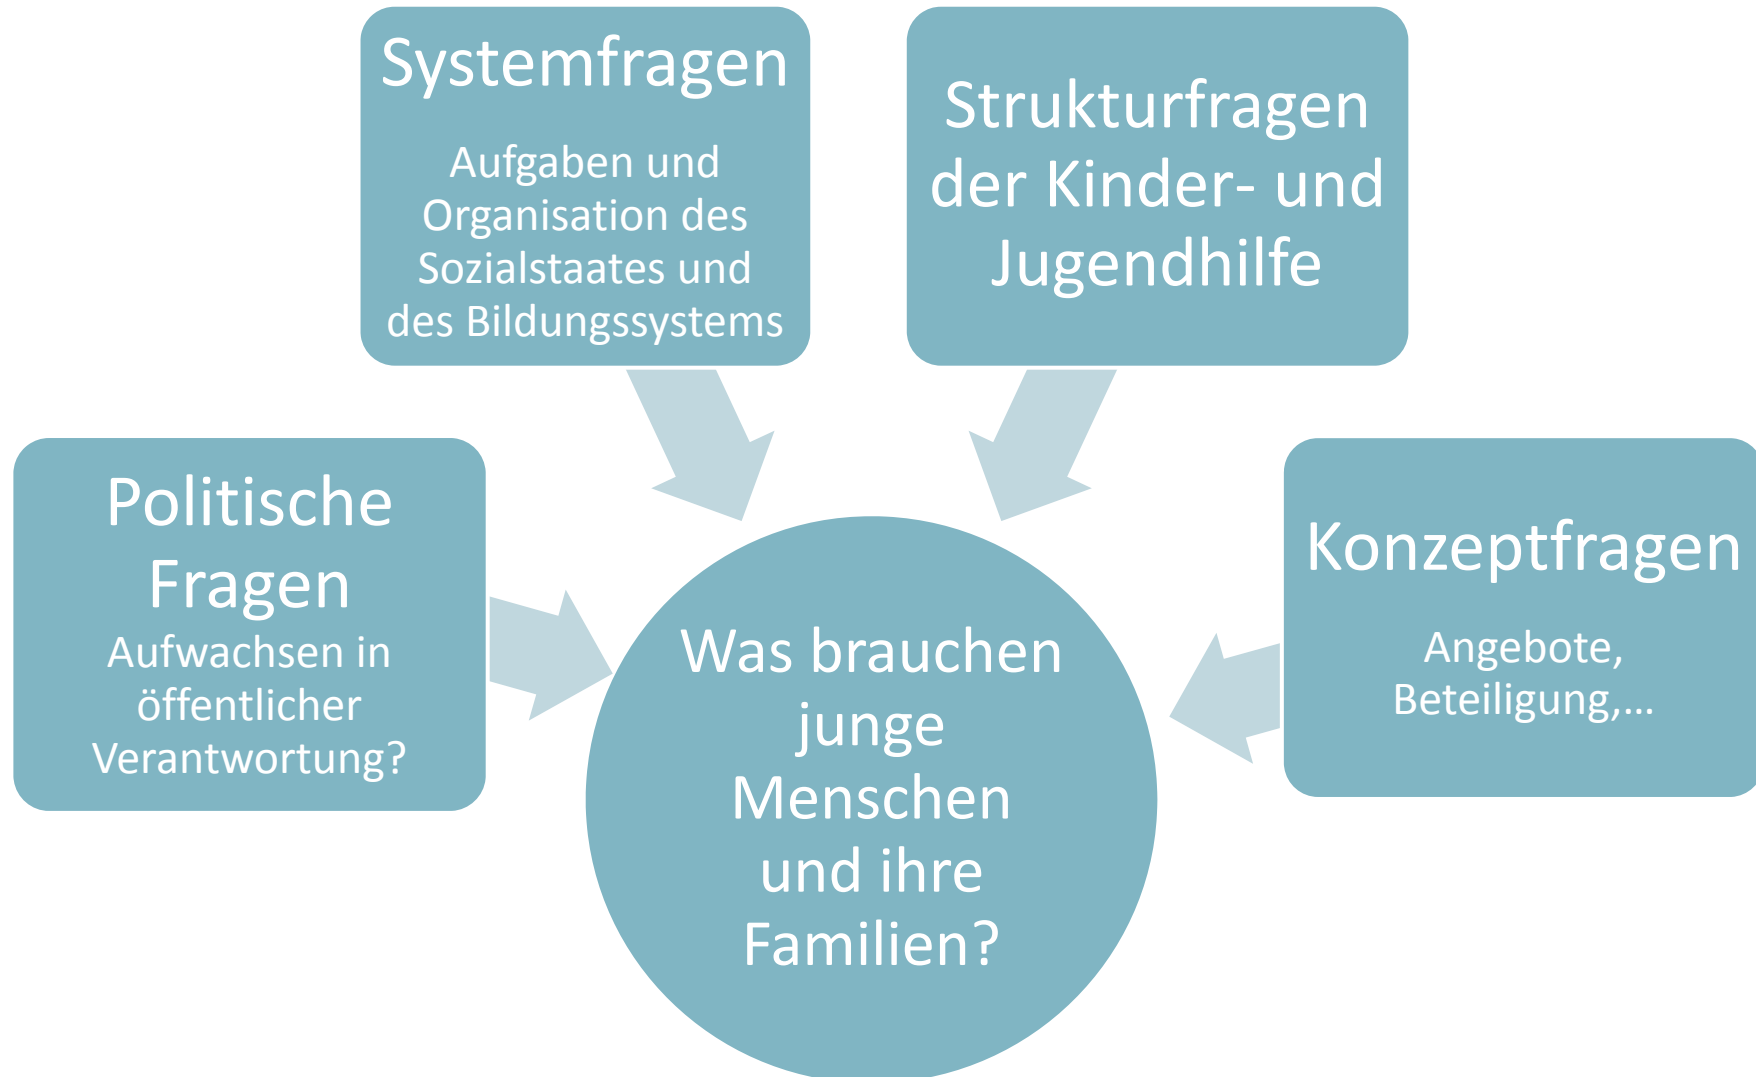 Systemfragen
Aufgaben und
Organisation des
Sozialstaates und
des Bildungssystems
Strukturfragen
der Kinder- und
Jugendhilfe
Politische
Fragen
Aufwachsen in
öffentlicher
Verantwortung?
Konzeptfragen
Angebote,
Beteiligung,...
Was brauchen
junge
Menschen
und ihre
Familien?